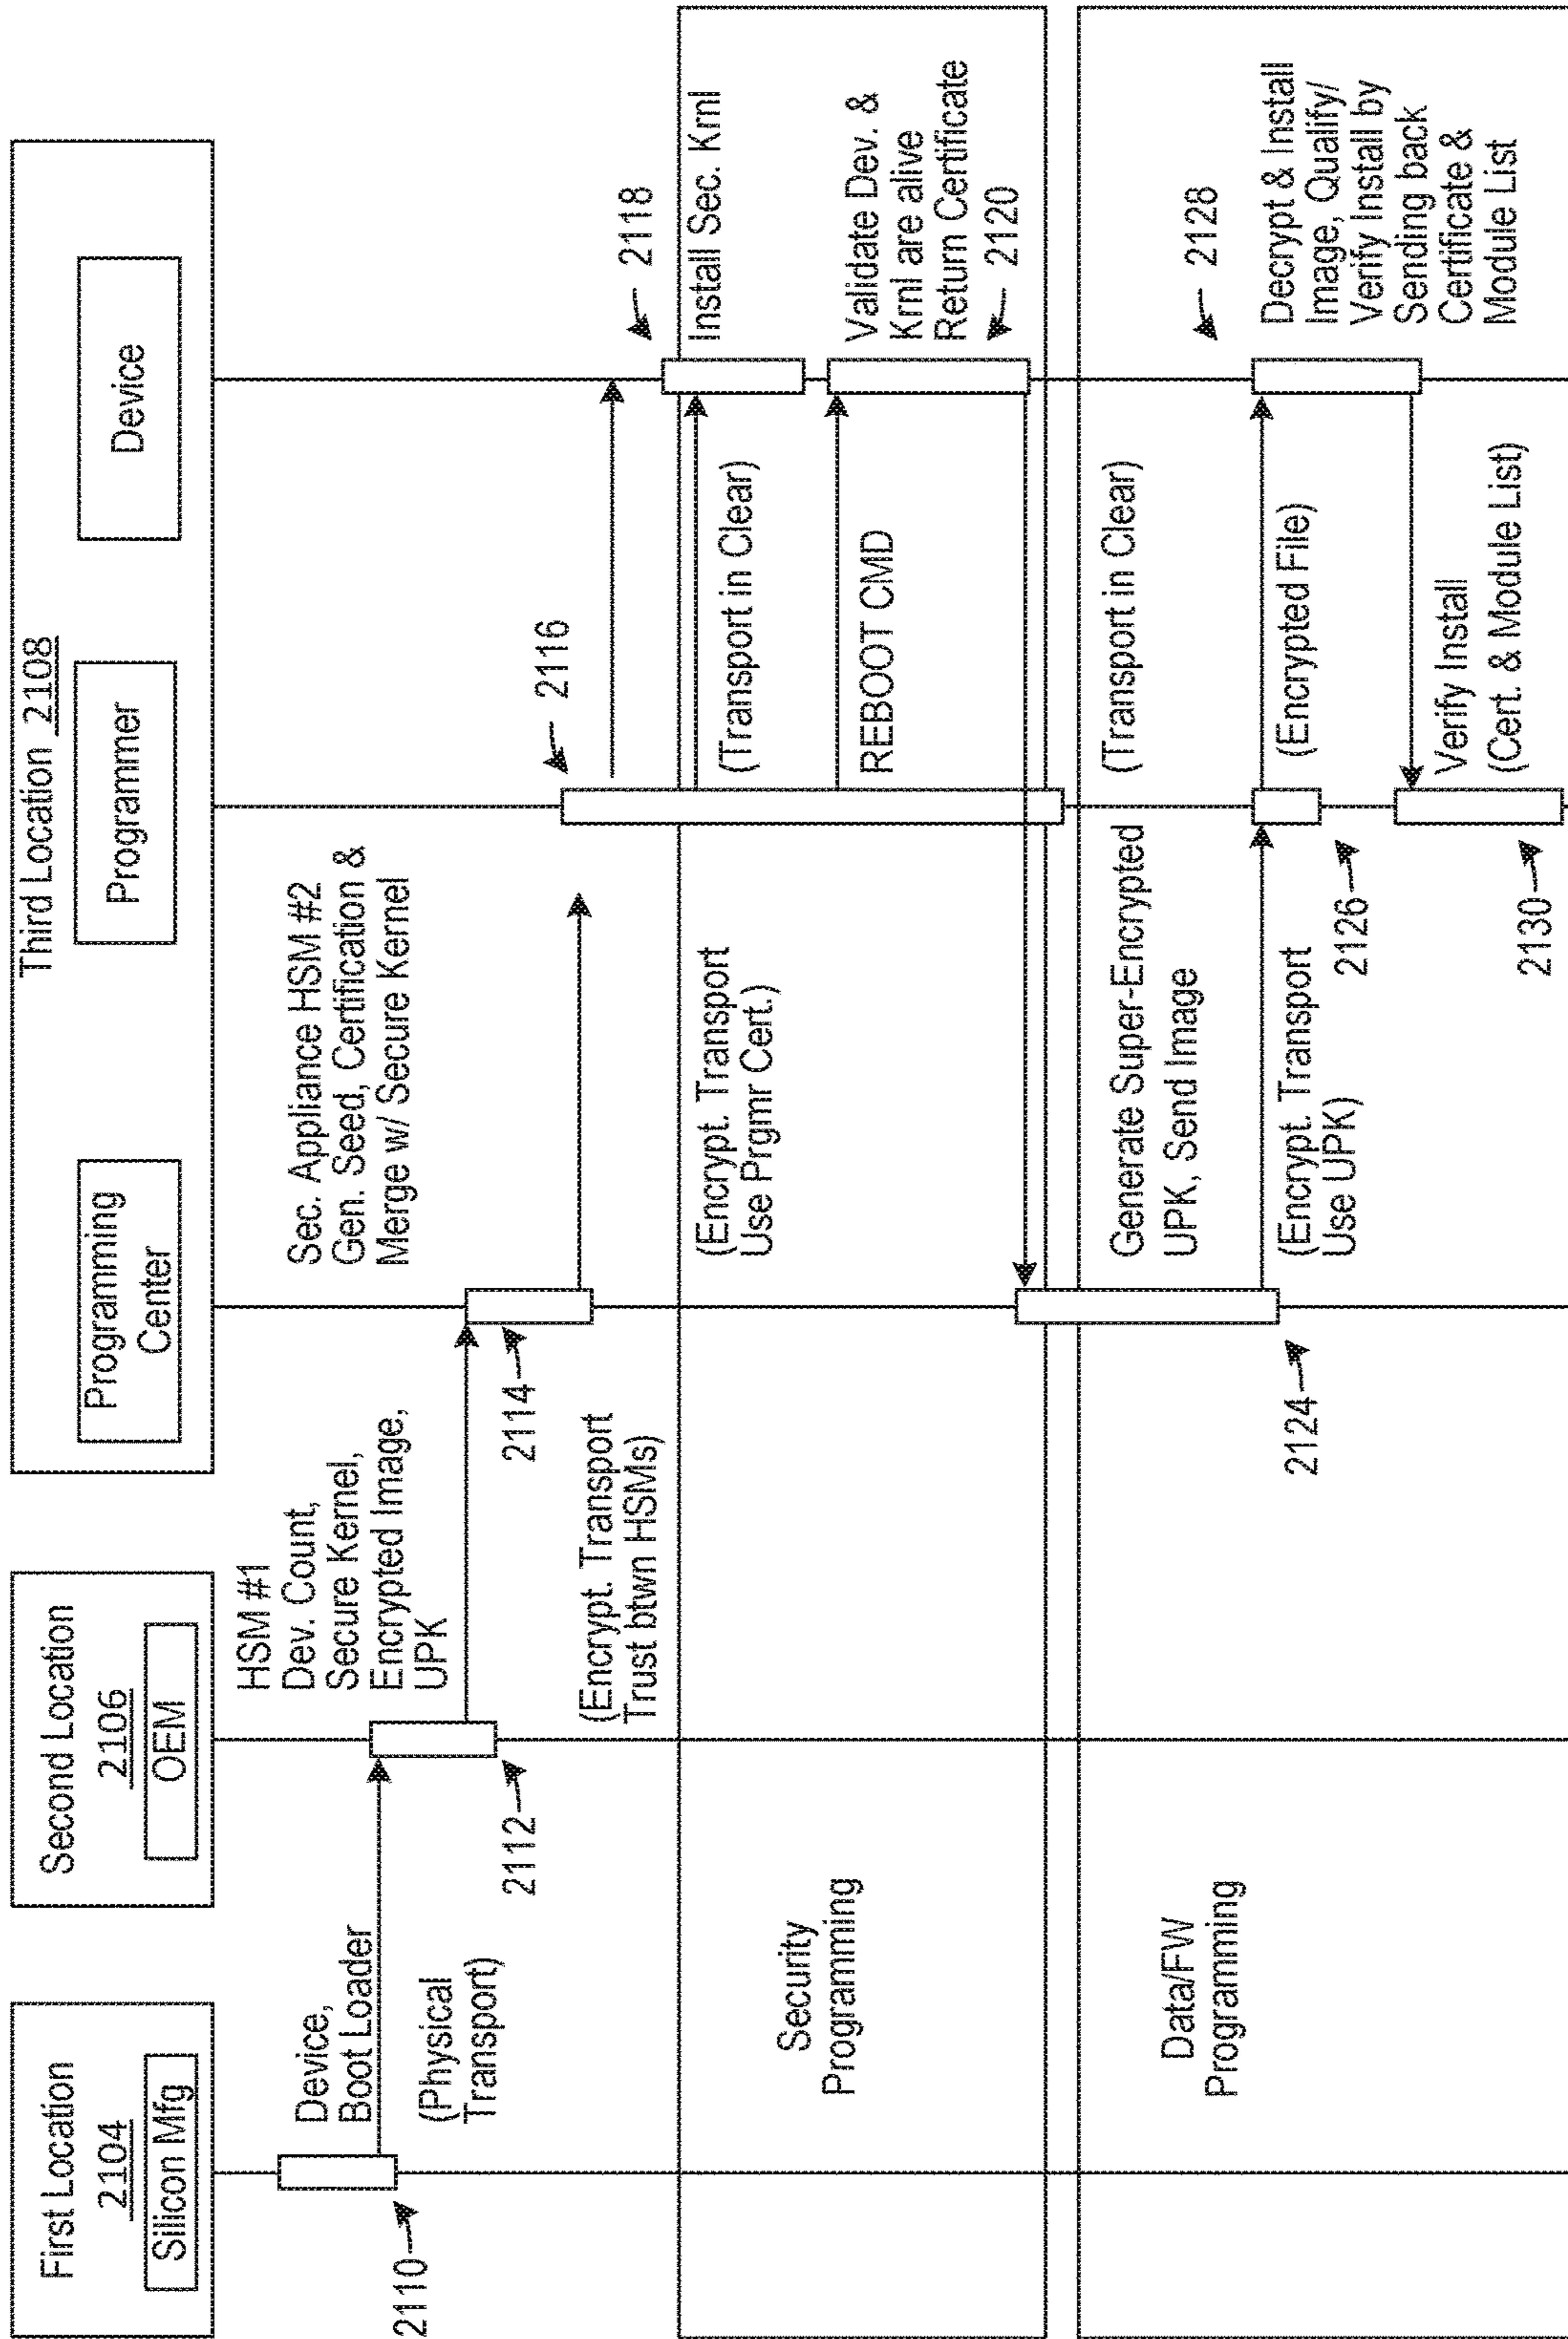 First Location
2104
Silicon Mfg
Second Location
2106
OEM
Third Location 2108
Programming
Center
Programmer
Device
Device,
Boot Loader
(Physical
Transport)
2110
HSM #1
Dev. Count,
Secure Kernel,
Encrypted Image,
UPK
2112
(Encrypt. Transport
Trust btwn HSMs)
Sec. Appliance HSM #2
Gen. Seed, Certification &
Merge w/ Secure Kernel
2114
2116
2118
Security
Programming
(Encrypt. Transport
Use Prgmr Cert.)
(Transport in Clear)
Install Sec. Krnl
REBOOT CMD
Validate Dev. &
Krnl are alive
Return Certificate
2120
Data/FW
Programming
2124
Generate Super-Encrypted
UPK, Send Image
(Encrypt. Transport
Use UPK)
2126
(Transport in Clear)
(Encrypted File)
2128
Decrypt & Install
Image, Qualify/
Verify Install by
Sending back
Certificate &
Module List
Verify Install
(Cert. & Module List)
2130